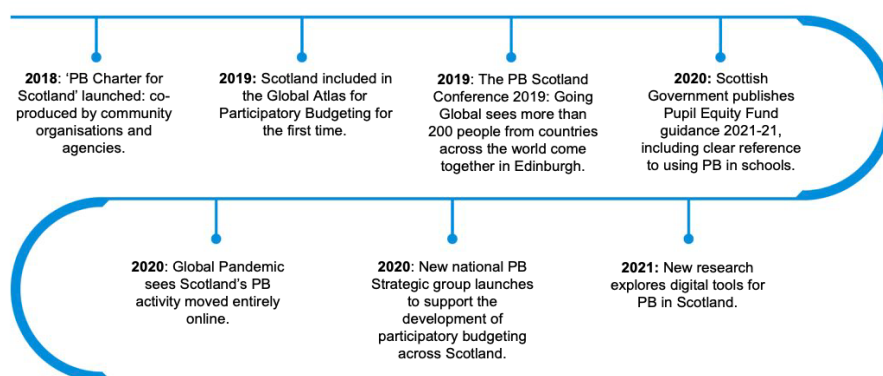 2018: ‘PB Charter for
Scotland’ launched: co-
produced by community
organisations and
agencies.
2019: Scotland included in
the Global Atlas for
Participatory Budgeting for
the first time.
2019: The PB Scotland
Conference 2019: Going
Global sees more than
200 people from countries
across the world come
together in Edinburgh.
2020: Scottish
Government publishes
Pupil Equity Fund
guidance 2021-21,
including clear reference
to using PB in schools.
2020: Global Pandemic
sees Scotland’s PB
activity moved entirely
online.
2020: New national PB
Strategic group launches
to support the
development of
participatory budgeting
across Scotland.
2021: New research
explores digital tools for
PB in Scotland.